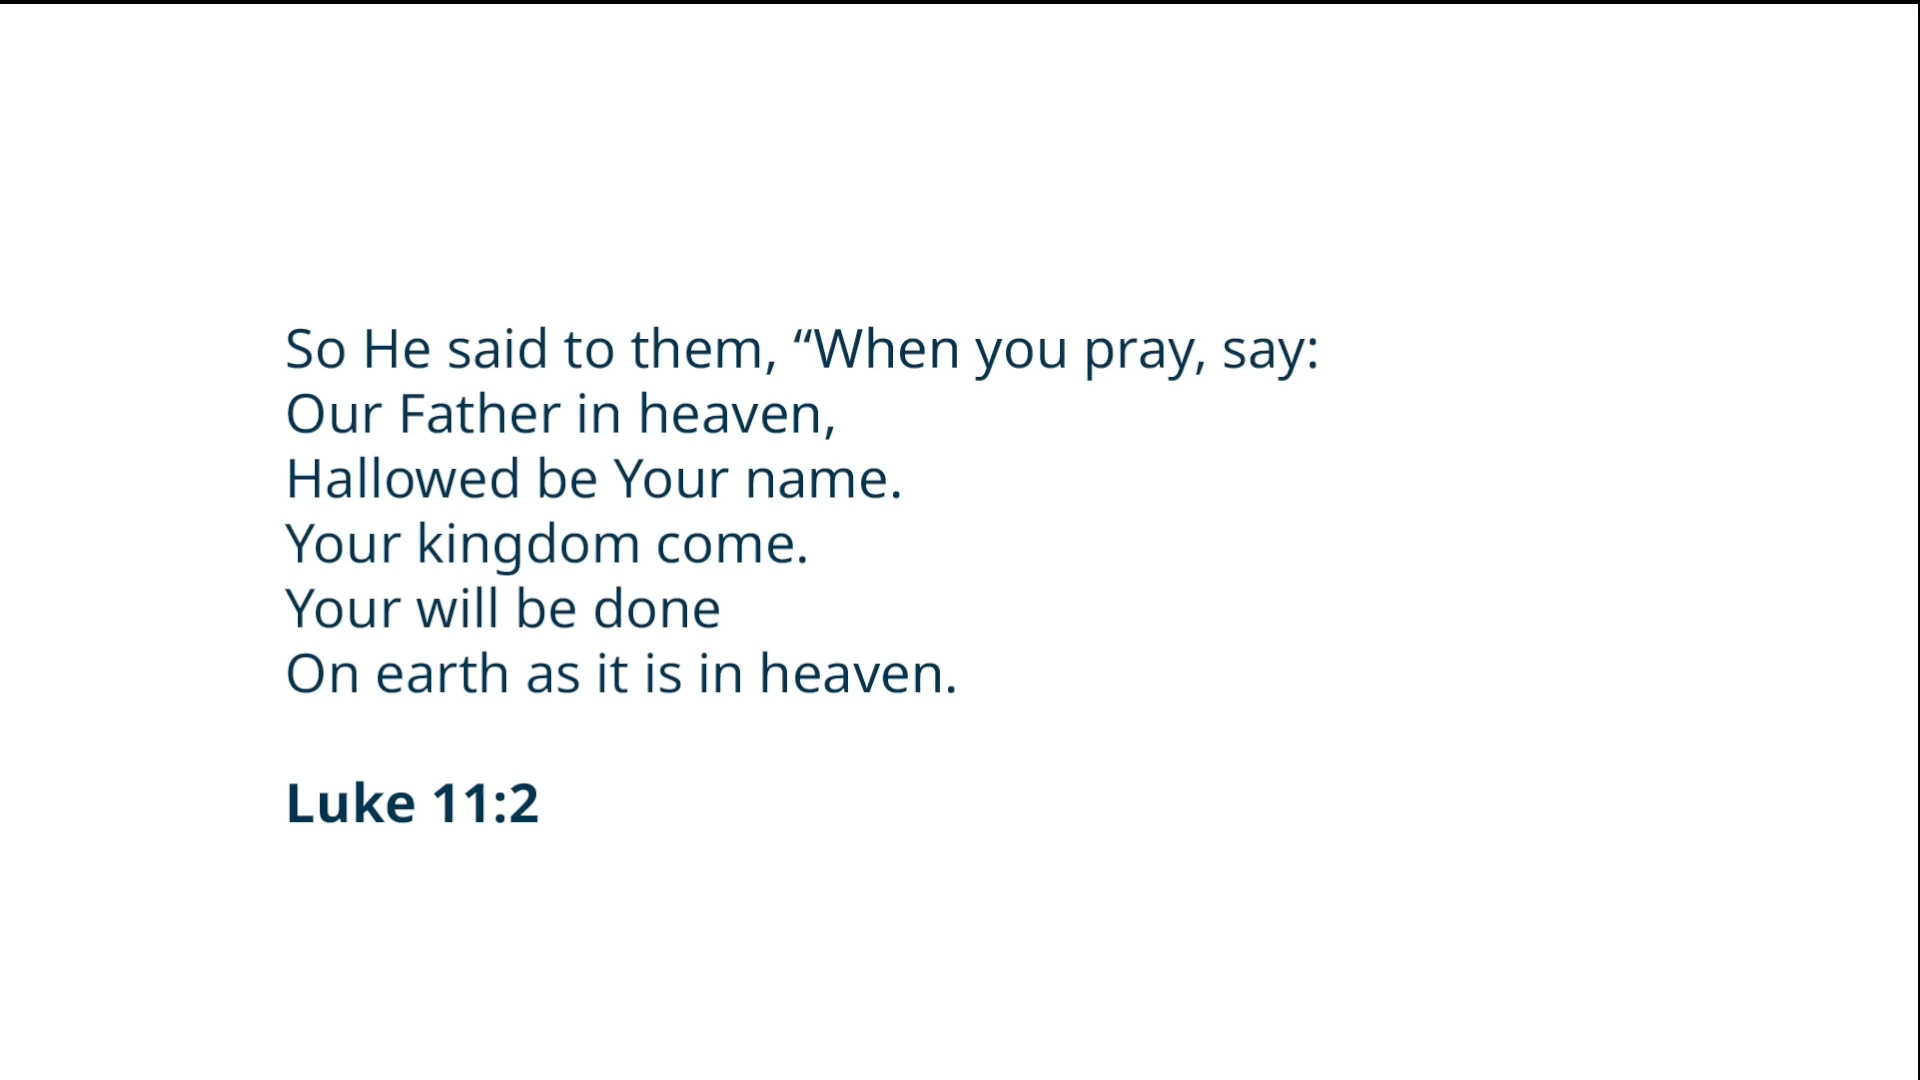 So He said to them, “When you pray, say:
Our Father in heaven,
Hallowed be Your name.
Your kingdom come.
Your will be done
On earth as it is in heaven.
Luke 11:2